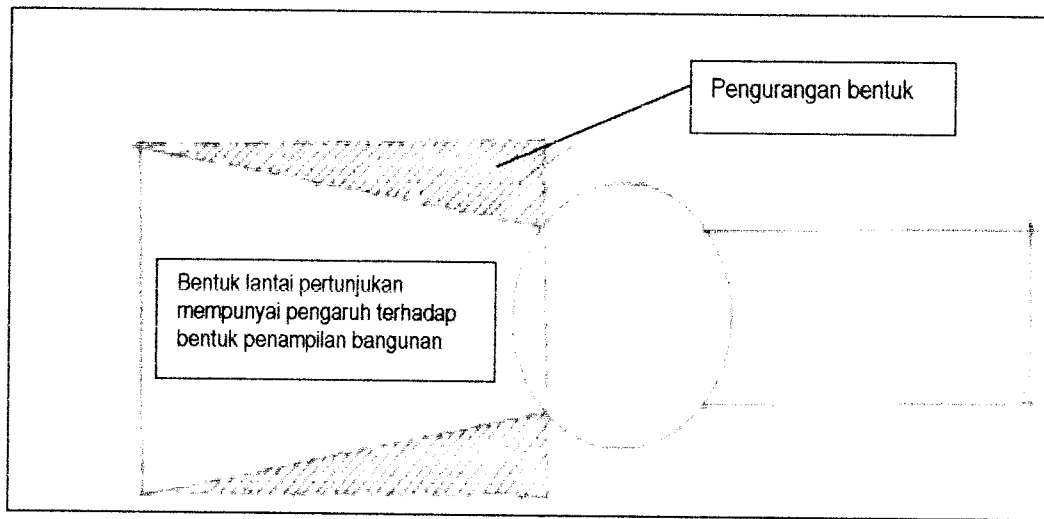 Pengurangan bentuk
Bentuk lantai pertunjukan
mempunyai pengaruh terhadap
bentuk penampilan bangunan